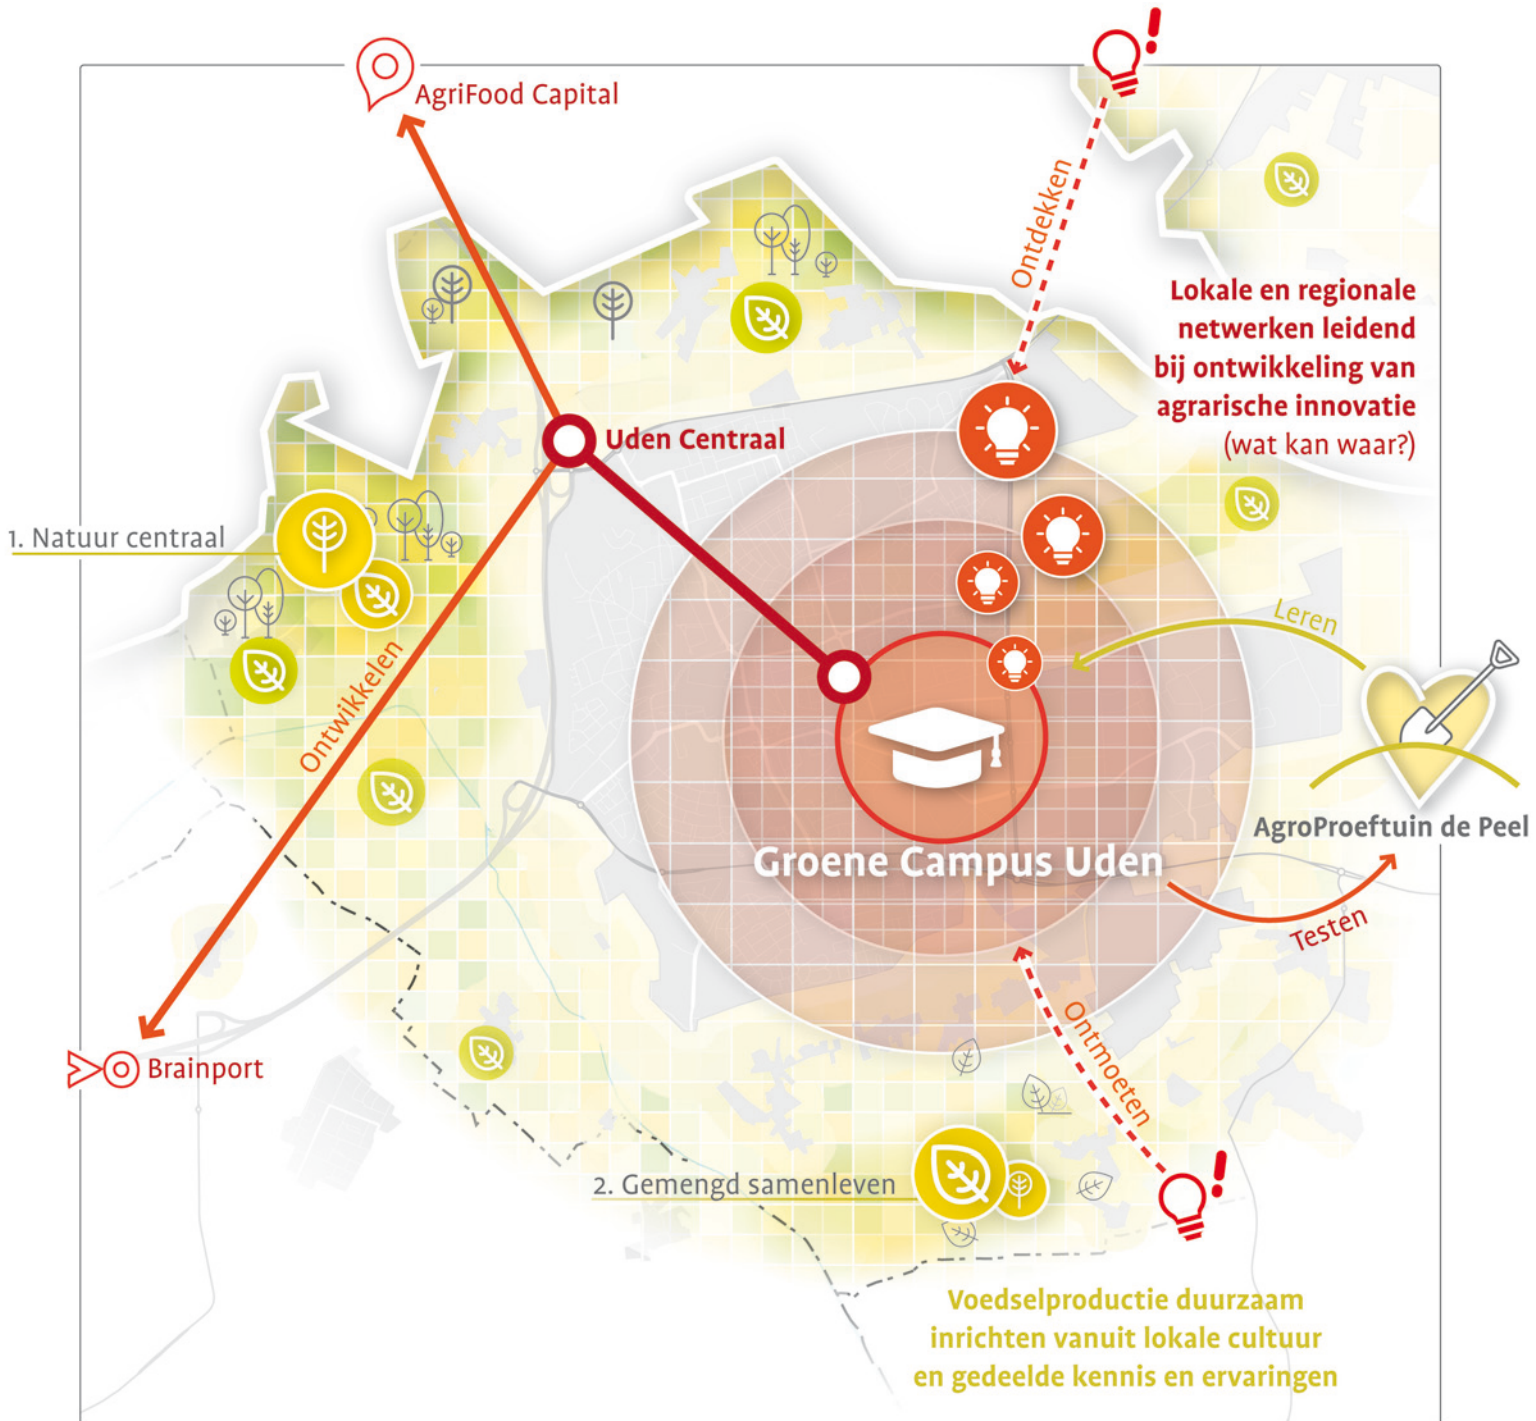 AgriFood Capital
Ontdekken
Lokale en regionale
netwerken leidend
bij ontwikkeling van
agrarische innovatie
(wat kan waar?)
Uden Centraal
1. Natuur centraal
Leren
Ontwikkelen
AgroProeftuin de Peel
Groene Campus Uden
Testen
Ontmoeten
Brainport
2. Gemengd samenleven
Voedselproductie duurzaam
inrichten vanuit lokale cultuur
en gedeelde kennis en ervaringen